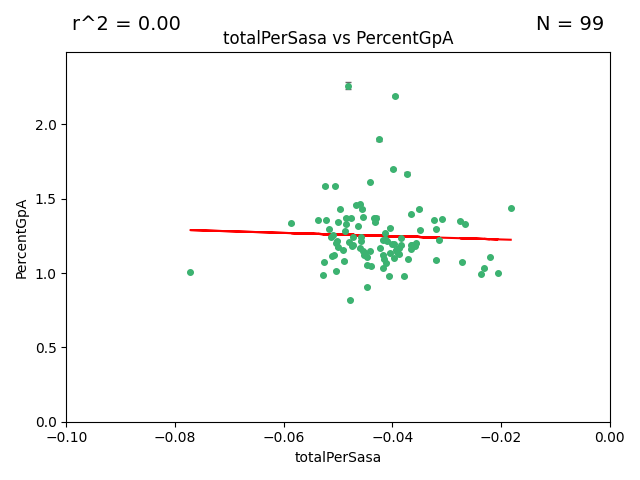 r^2 = 0.00
N = 99
totalPerSasa vs PercentGpA
PercentGpA
2.0
1.5
1.0
0.5
0.0
−0.10
−0.08
−0.06
−0.04
−0.02
0.00
totalPerSasa